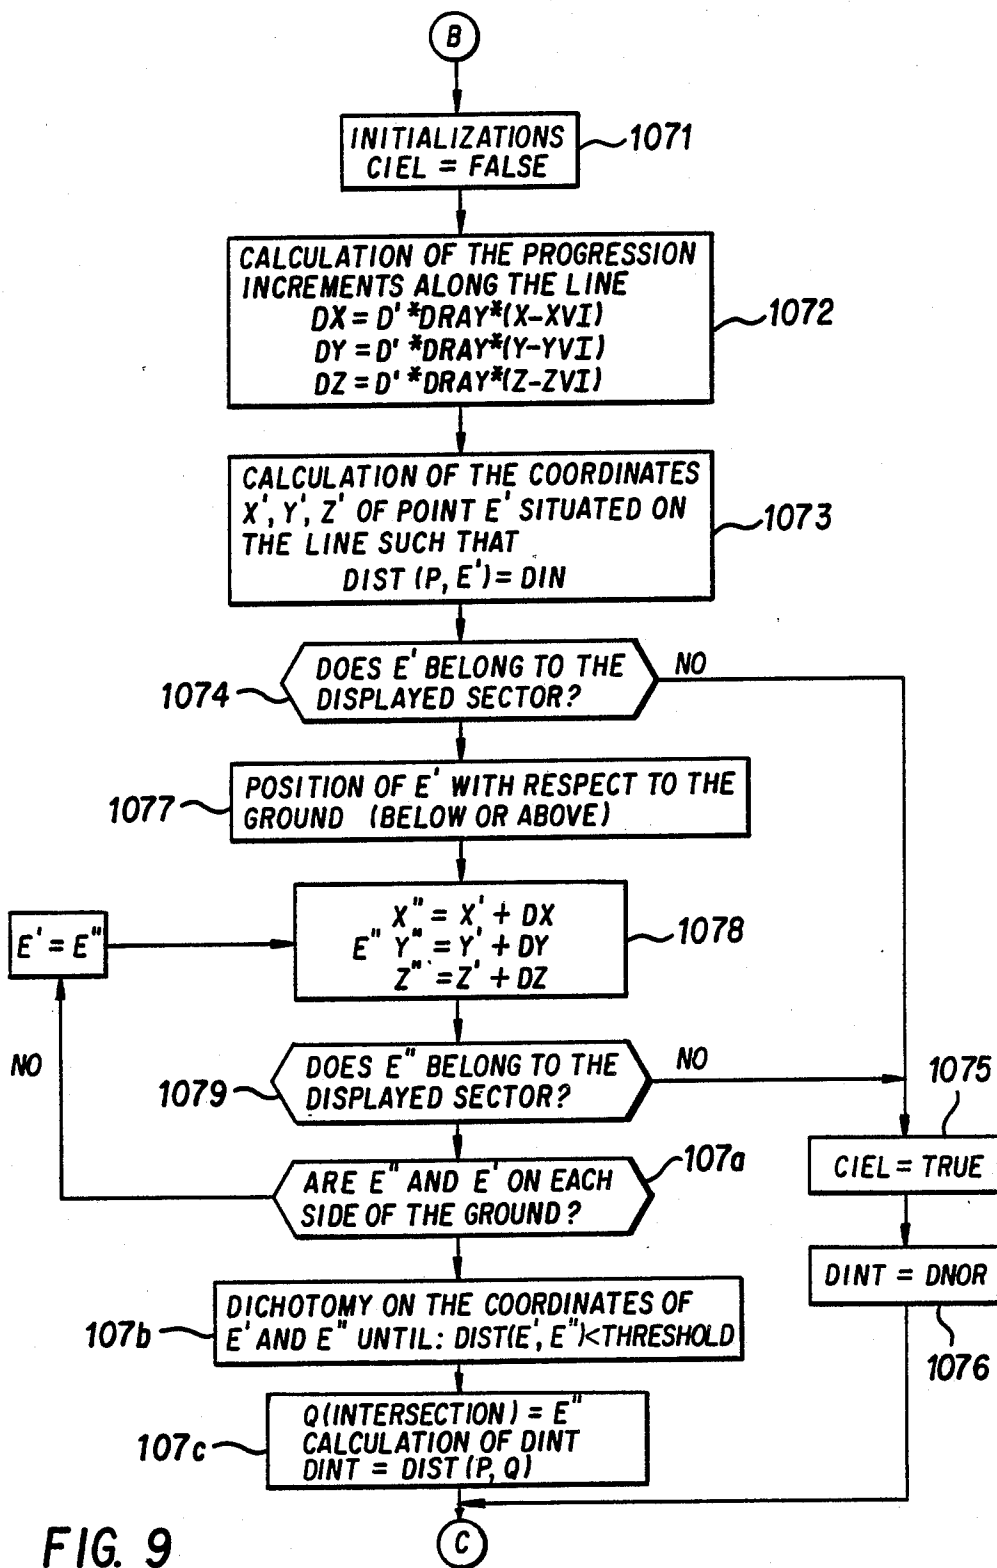 B
INITIALIZATIONS
CIEL = FALSE
1071
CALCULATION OF THE PROGRESSION
INCREMENTS ALONG THE LINE
DX = D' *DRAY*(X-XVI)
DY = D' *DRAY*(Y-YVI)
DZ = D' *DRAY*(Z-ZVI)
1072
CALCULATION OF THE COORDINATES
X', Y', Z' OF POINT E' SITUATED ON
THE LINE SUCH THAT
DIST (P, E') = DIN
1073
DOES E' BELONG TO THE
DISPLAYED SECTOR?
NO
1074
POSITION OF E' WITH RESPECT TO THE
GROUND (BELOW OR ABOVE)
1077
X" = X' + DX
E" Y" = Y' + DY
Z" = Z' + DZ
1078
E' = E"
NO
DOES E" BELONG TO THE
DISPLAYED SECTOR?
NO
1079
1075
CIEL = TRUE
ARE E" AND E' ON EACH
SIDE OF THE GROUND?
107a
DINT = DNOR
1076
DICHOTOMY ON THE COORDINATES OF
E' AND E" UNTIL: DIST(E', E")<THRESHOLD
107b
Q(INTERSECTION) = E"
CALCULATION OF DINT
DINT = DIST (P, Q)
107c
C
FIG. 9